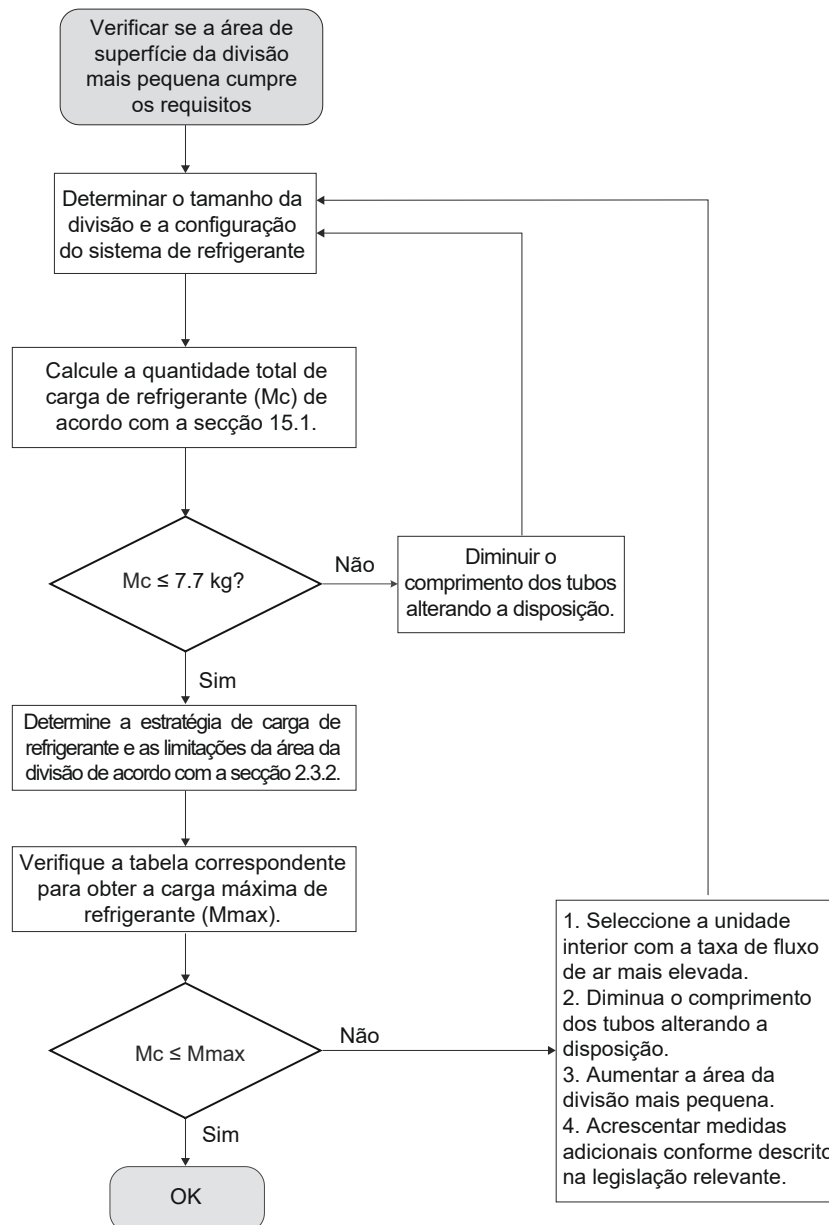 Verificar se a área de
superfície da divisão
mais pequena cumpre
os requisitos
Determinar o tamanho da
divisão e a configuração
do sistema de refrigerante
Calcule a quantidade total de
carga de refrigerante (Mc) de
acordo com a secção 15.1.
Mc ≤ 7.7 kg?
Não
Diminuir o
comprimento dos tubos
alterando a disposição.
Sim
Determine a estratégia de carga de
refrigerante e as limitações da área da
divisão de acordo com a secção 2.3.2.
Verifique a tabela correspondente
para obter a carga máxima de
refrigerante (Mmax).
Mc ≤ Mmax
Não
1. Seleccione a unidade
interior com a taxa de fluxo
de ar mais elevada.
2. Diminua o comprimento
dos tubos alterando a
disposição.
3. Aumentar a área da
divisão mais pequena.
4. Acrescentar medidas
adicionais conforme descrito
na legislação relevante.
Sim
OK